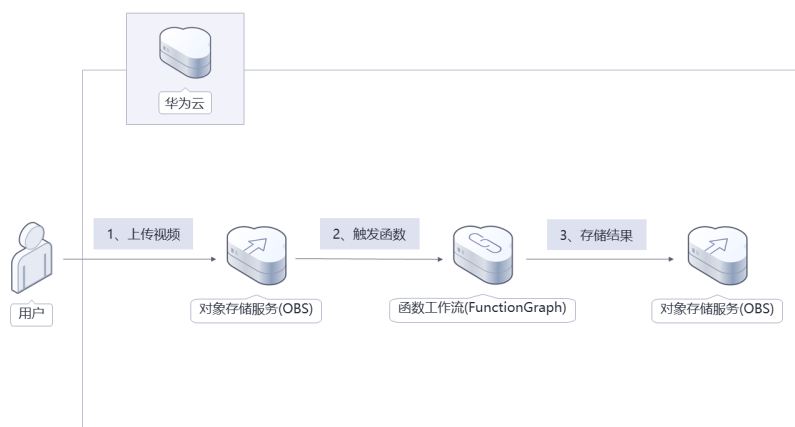 华为云
1、上传视频
2、触发函数
3、存储结果
用户
对象存储服务(OBS)
函数工作流(FunctionGraph)
对象存储服务(OBS)